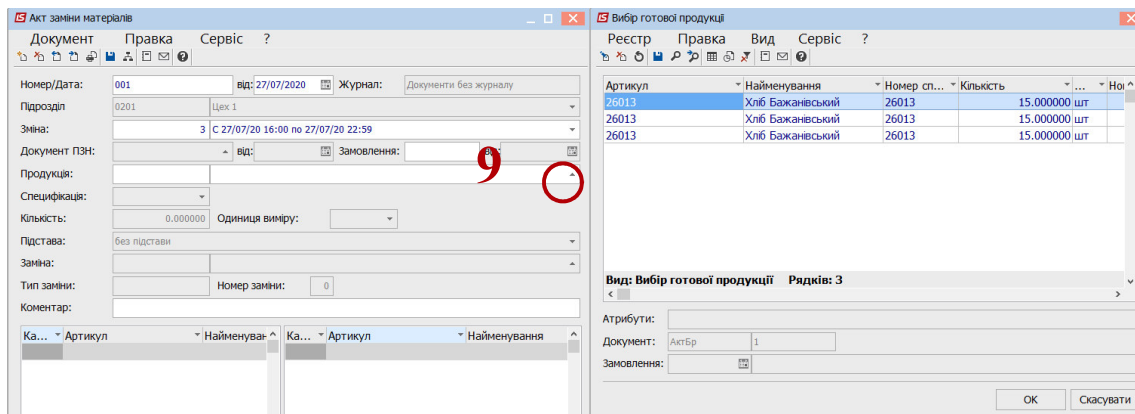 Акт заміни матеріалів
Документ Правка Сервіс ?
Номер/Дата: 001 від: 27/07/2020 Журнал: Документи без журналу
Підрозділ 0201 Цех 1
Зміна: 3 С 27/07/20 16:00 по 27/07/20 22:59
Документ ПЗН: від: Замовлення: від:
9
Продукція:
Специфікація:
Кількість: 0.000000 Одиниця виміру:
Підстава: без підстави
Заміна:
Тип заміни: Номер заміни: 0
Коментар:
Ка... Артикул Найменуван Ка... Артикул Найменування
Вибір готової продукції
Реєстр Правка Вид Сервіс ?
Артикул Найменування Номер сп... Кількість ... Ном
26013 Хліб Бажанівський 26013 15.000000 шт
26013 Хліб Бажанівський 26013 15.000000 шт
26013 Хліб Бажанівський 26013 15.000000 шт
Вид: Вибір готової продукції Рядків: 3
Атрибути:
Документ: АктБр 1
Замовлення:
ОК Скасувати